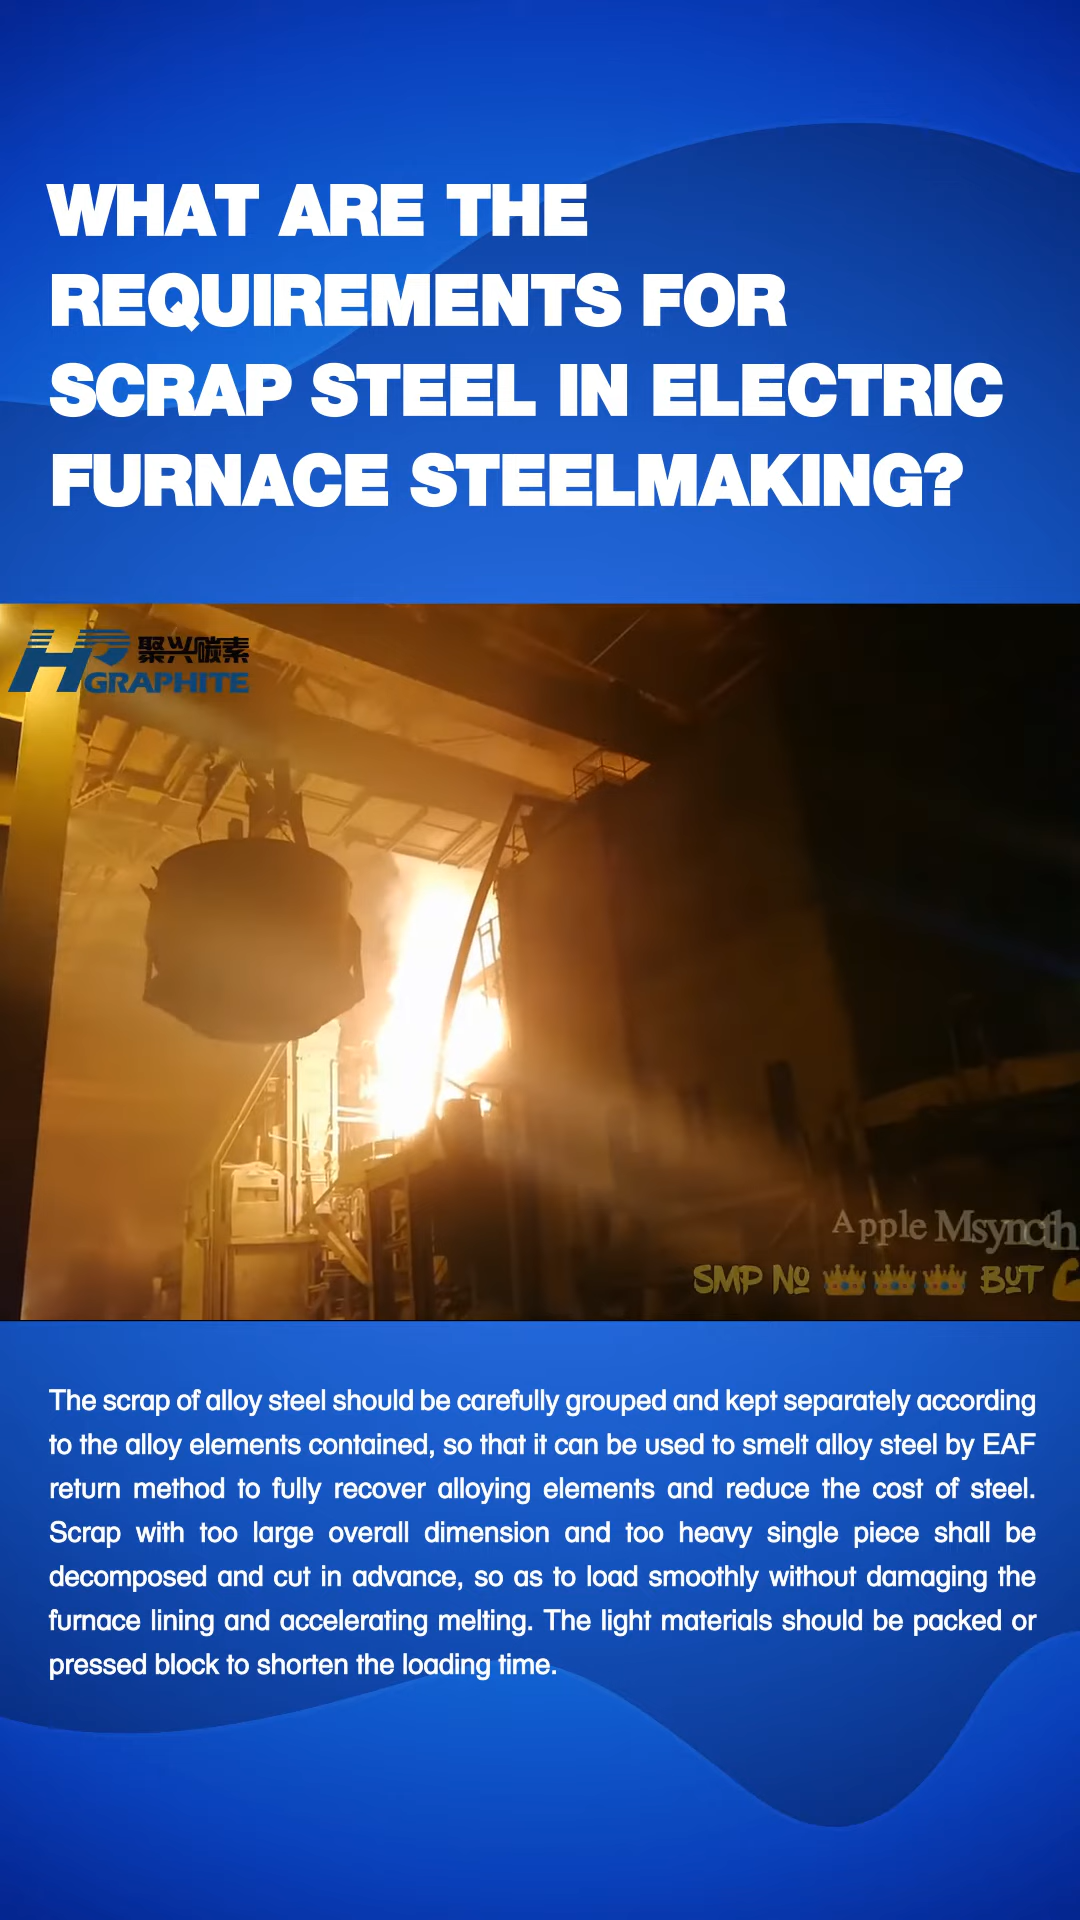 WHAT ARE THE
REQUIREMENTS FOR
SCRAP STEEL IN ELECTRIC
FURNACE STEELMAKING?
聚兴碳素
GRAPHITE
Apple Msyncfh
SMP No 👑👑👑 BUT 💪
The scrap of alloy steel should be carefully grouped and kept separately according
to the alloy elements contained, so that it can be used to smelt alloy steel by EAF
return method to fully recover alloying elements and reduce the cost of steel.
Scrap with too large overall dimension and too heavy single piece shall be
decomposed and cut in advance, so as to load smoothly without damaging the
furnace lining and accelerating melting. The light materials should be packed or
pressed block to shorten the loading time.